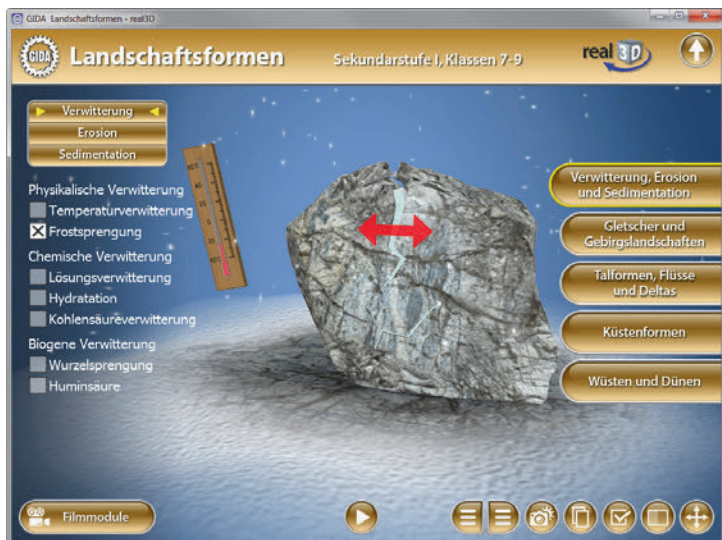 GIDA Landschaftsformen - real3D
GIDA
Landschaftsformen
Sekundarstufe I, Klassen 7-9
real 3D
Verwitterung
Erosion
Sedimentation
Physikalische Verwitterung
Temperaturverwitterung
Frostsprengung
Chemische Verwitterung
Lösungsverwitterung
Hydratation
Kohlensäureverwitterung
Biogene Verwitterung
Wurzelsprengung
Huminsäure
Verwitterung, Erosion
und Sedimentation
Gletscher und
Gebirgslandschaften
Talformen, Flüsse
und Deltas
Küstenformen
Wüsten und Dünen
Filmmodule